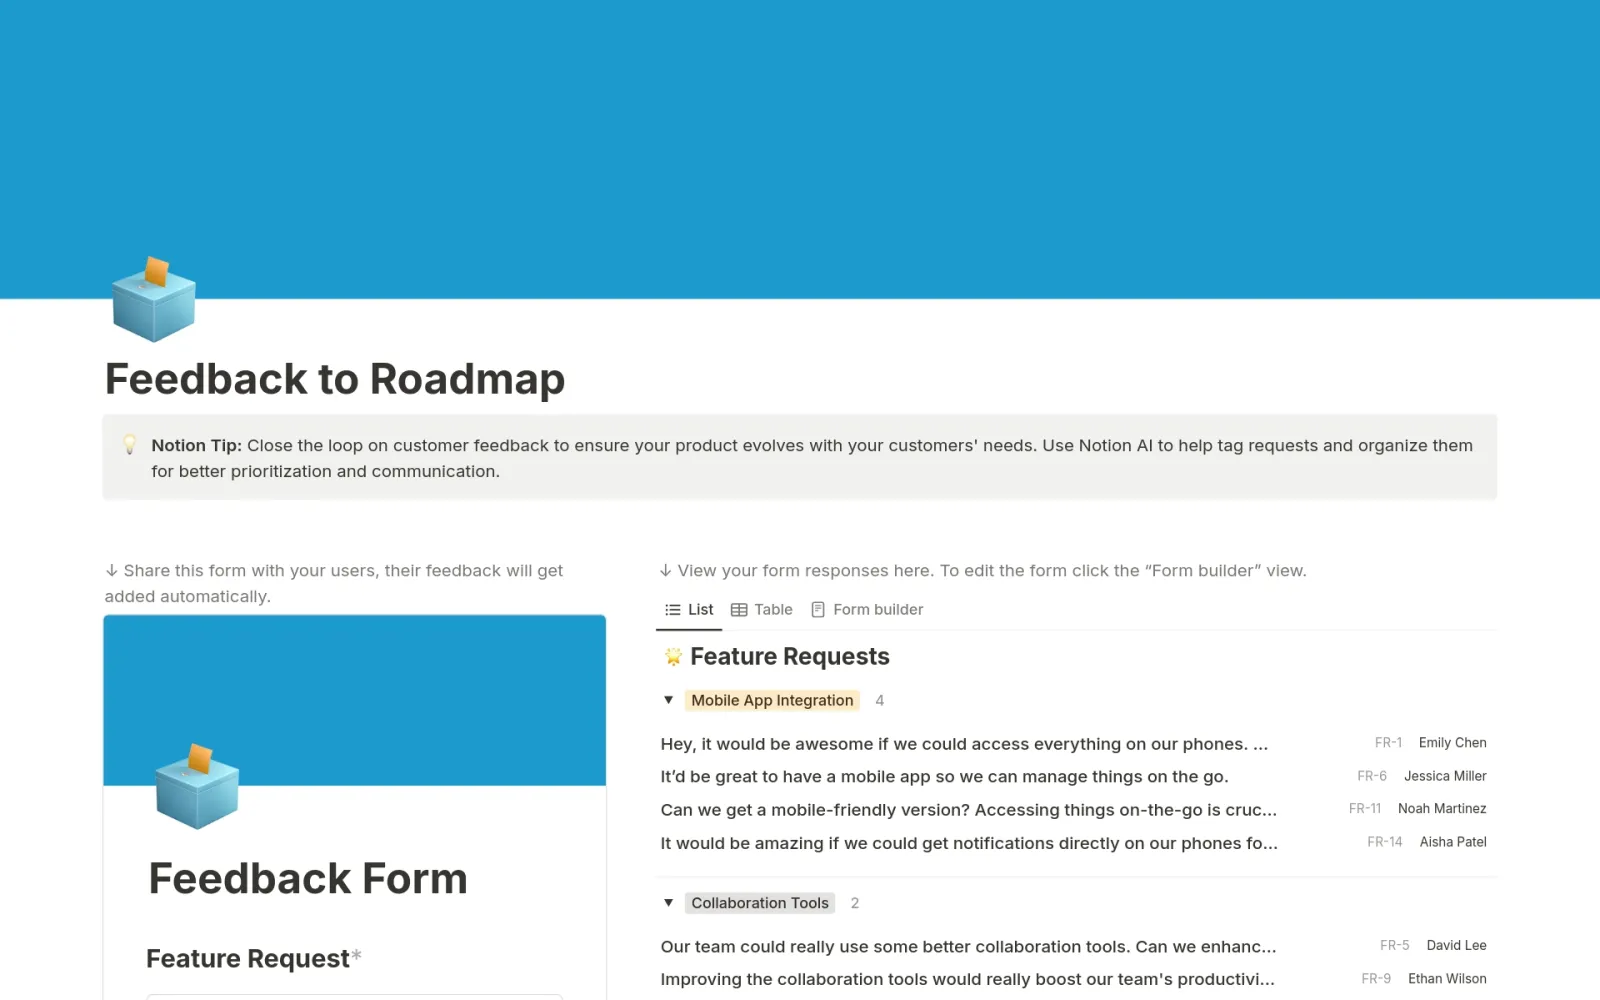 Feedback to Roadmap
Notion Tip: Close the loop on customer feedback to ensure your product evolves with your customers' needs. Use Notion AI to help tag requests and organize them
for better prioritization and communication.
↓ Share this form with your users, their feedback will get
added automatically.
Feedback Form
Feature Request*
↓ View your form responses here. To edit the form click the “Form builder” view.
List Table Form builder
Feature Requests
Mobile App Integration 4
Hey, it would be awesome if we could access everything on our phones. … FR-1 Emily Chen
It’d be great to have a mobile app so we can manage things on the go. FR-6 Jessica Miller
Can we get a mobile-friendly version? Accessing things on-the-go is cruc… FR-11 Noah Martinez
It would be amazing if we could get notifications directly on our phones fo… FR-14 Aisha Patel
Collaboration Tools 2
Our team could really use some better collaboration tools. Can we enhanc… FR-5 David Lee
Improving the collaboration tools would really boost our team's productivi… FR-9 Ethan Wilson